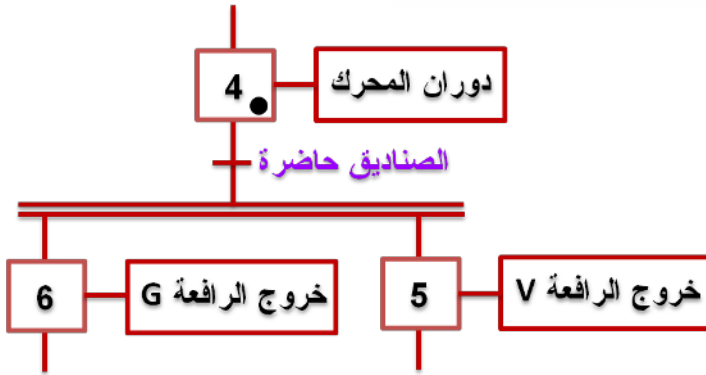 4
دوران المحرك
الصناديق حاضرة
5
خروج الرافعة V
6
خروج الرافعة G